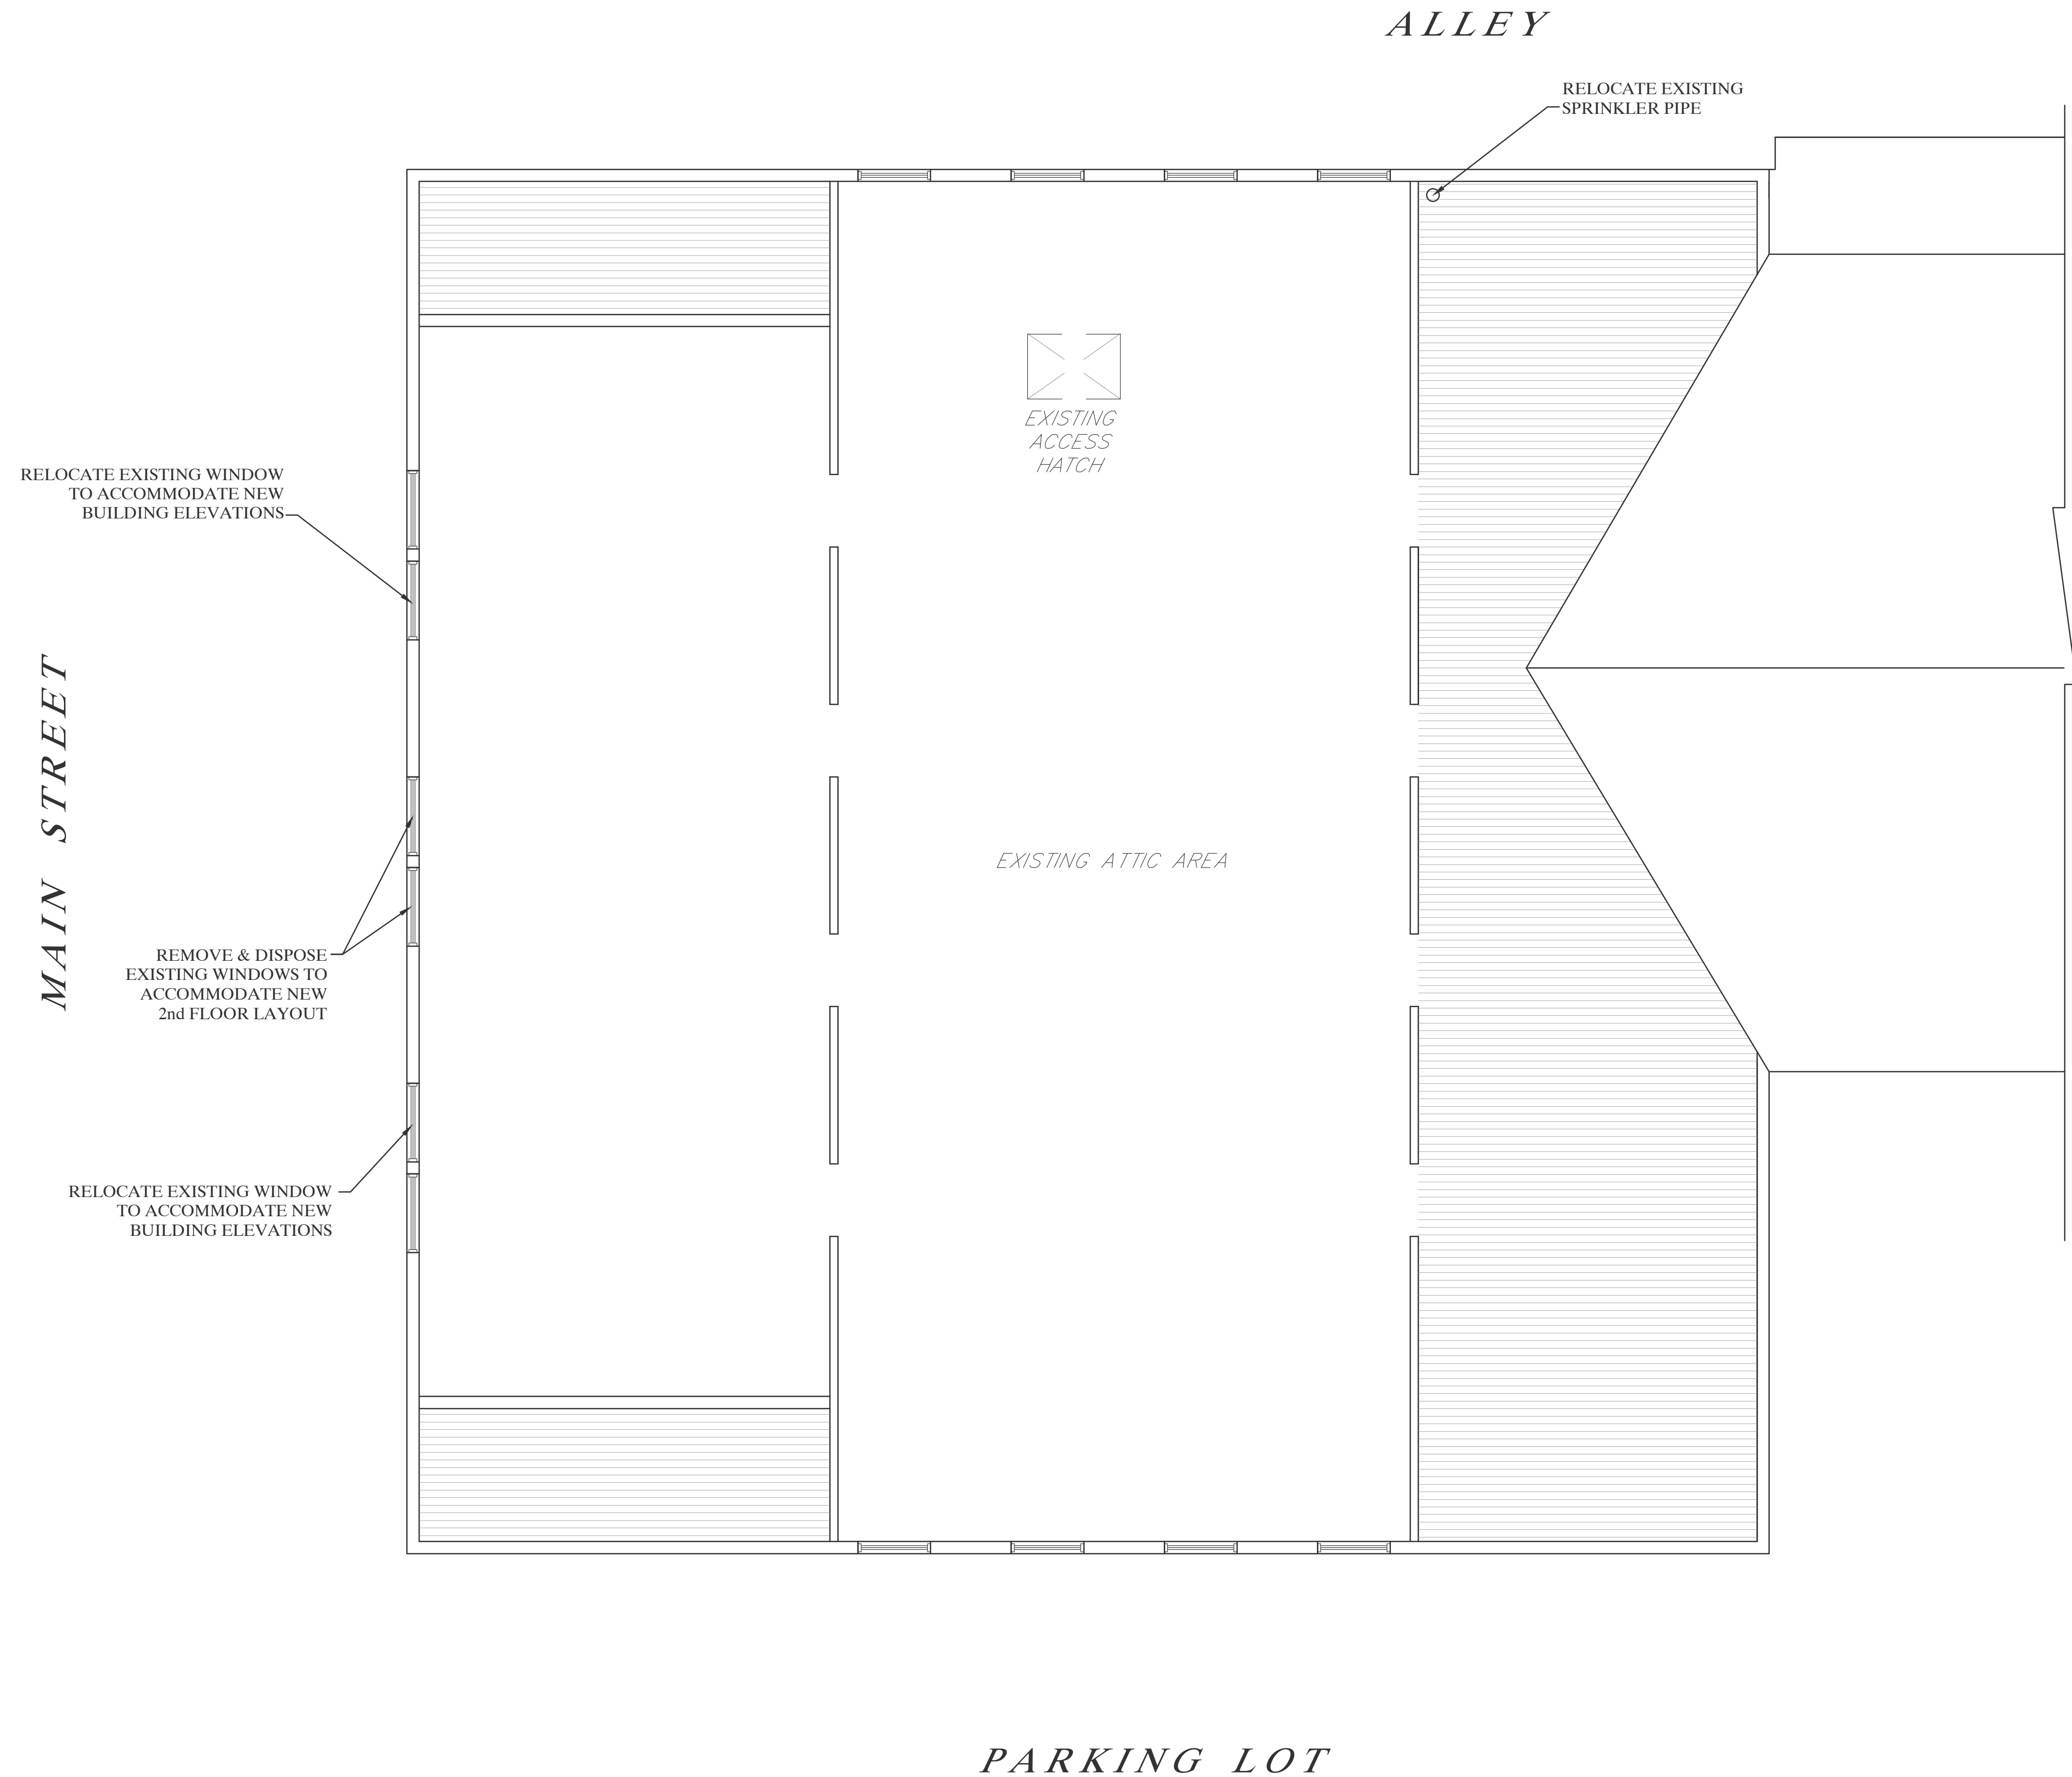 ALLEY
RELOCATE EXISTING
SPRINKLER PIPE
EXISTING
ACCESS
HATCH
RELOCATE EXISTING WINDOW
TO ACCOMMODATE NEW
BUILDING ELEVATIONS
MAIN STREET
EXISTING ATTIC AREA
REMOVE & DISPOSE
EXISTING WINDOWS TO
ACCOMMODATE NEW
2nd FLOOR LAYOUT
RELOCATE EXISTING WINDOW
TO ACCOMMODATE NEW
BUILDING ELEVATIONS
PARKING LOT